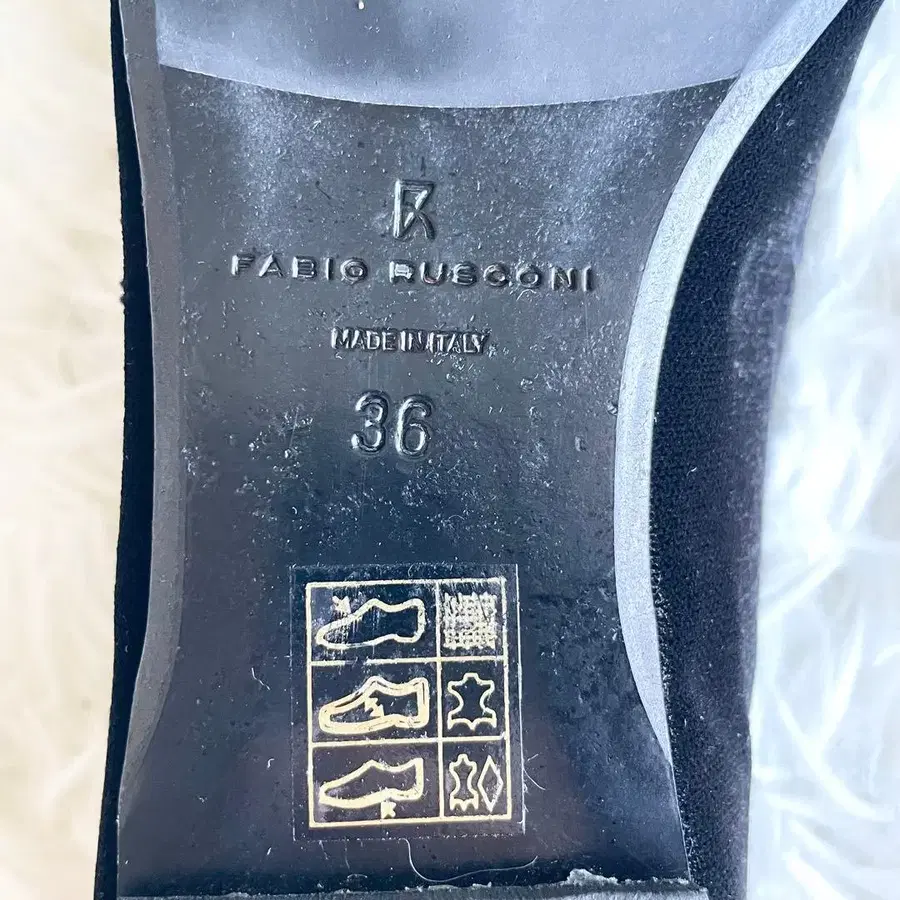 FABIO RUSCONI
MADE IN ITALY
36